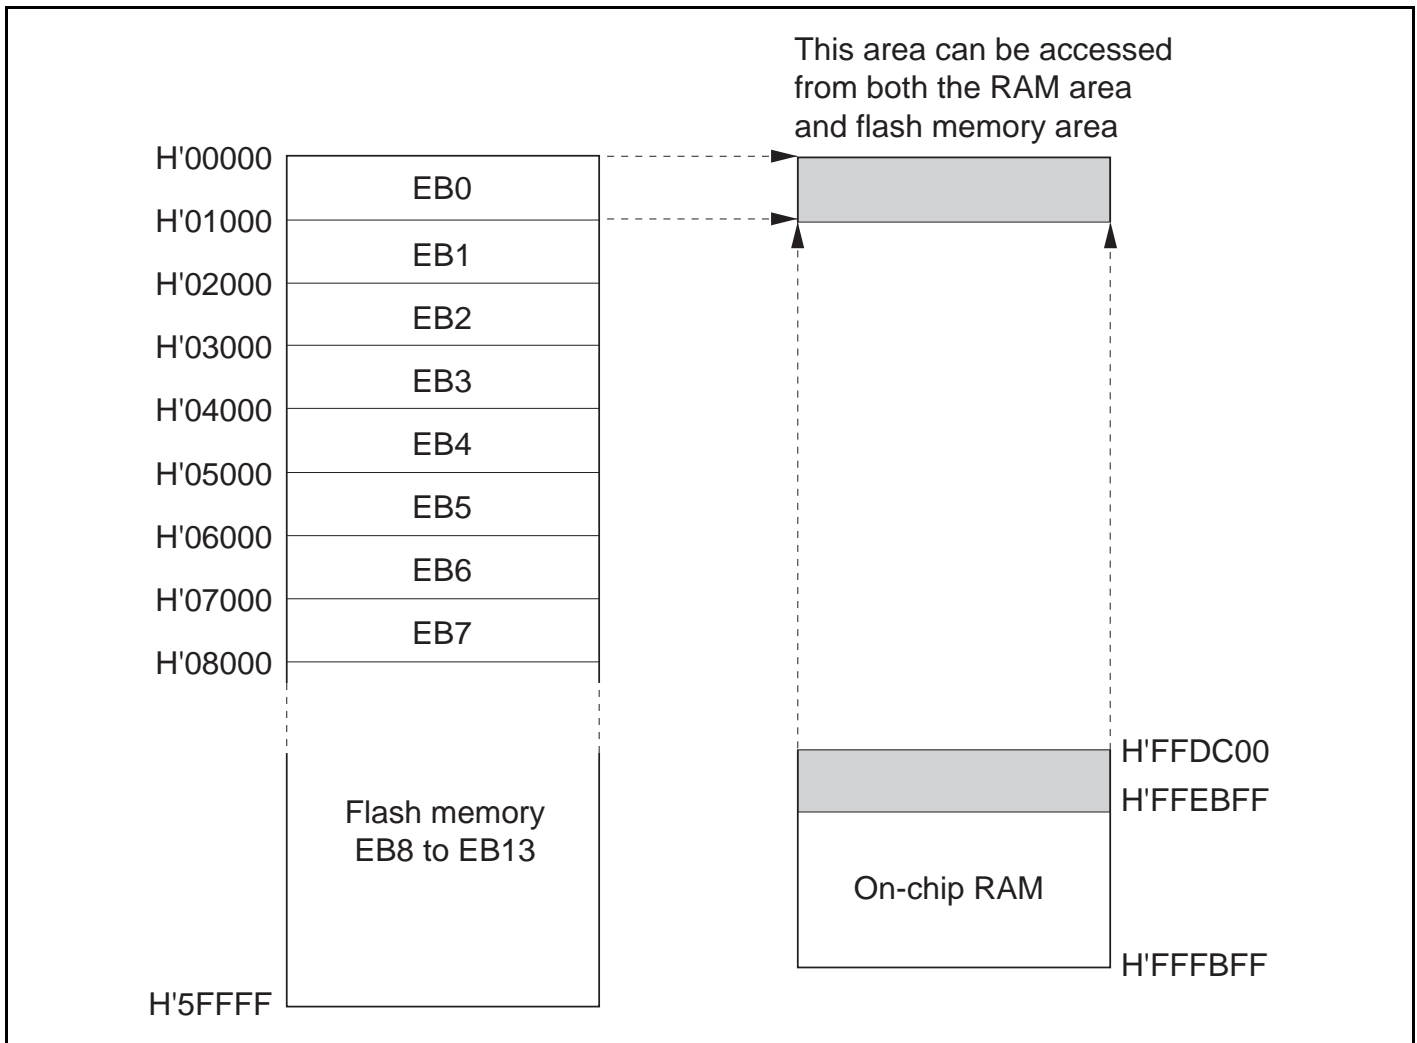 This area can be accessed
from both the RAM area
and flash memory area
H'00000
EB0
H'01000
EB1
H'02000
EB2
H'03000
EB3
H'04000
EB4
H'05000
EB5
H'06000
EB6
H'07000
EB7
H'08000
Flash memory
EB8 to EB13
H'5FFFF
H'FFDC00
H'FFEBFF
On-chip RAM
H'FFFBFF